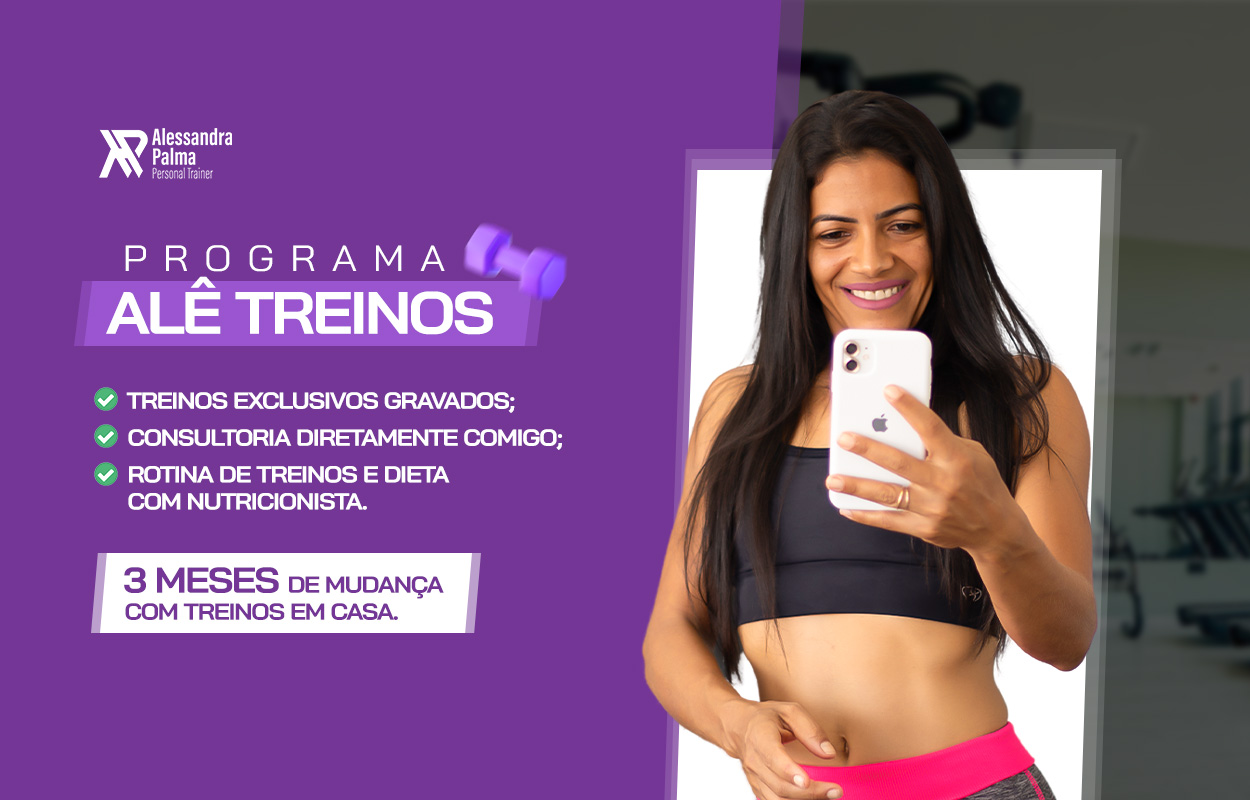 Alessandra
Palma
Personal Trainer
PROGRAMA
ALÊ TREINOS
TREINOS EXCLUSIVOS GRAVADOS;
CONSULTORIA DIRETAMENTE COMIGO;
ROTINA DE TREINOS E DIETA
COM NUTRICIONISTA.
3 MESES DE MUDANÇA
COM TREINOS EM CASA.